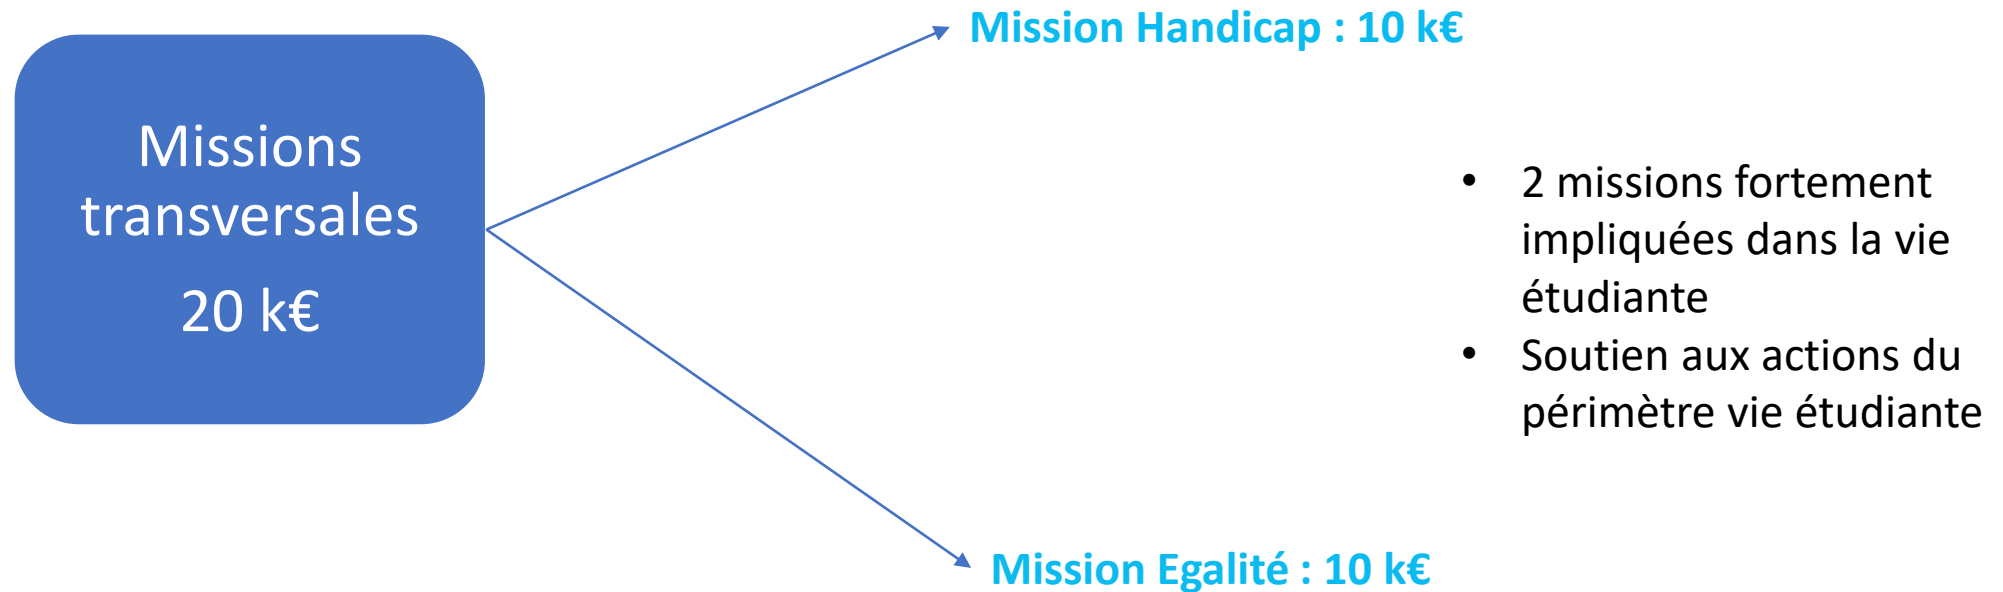 Mission Handicap : 10 k€
Missions
transversales
20 k€
• 2 missions fortement
impliquées dans la vie
étudiante
• Soutien aux actions du
périmètre vie étudiante
Mission Egalité : 10 k€